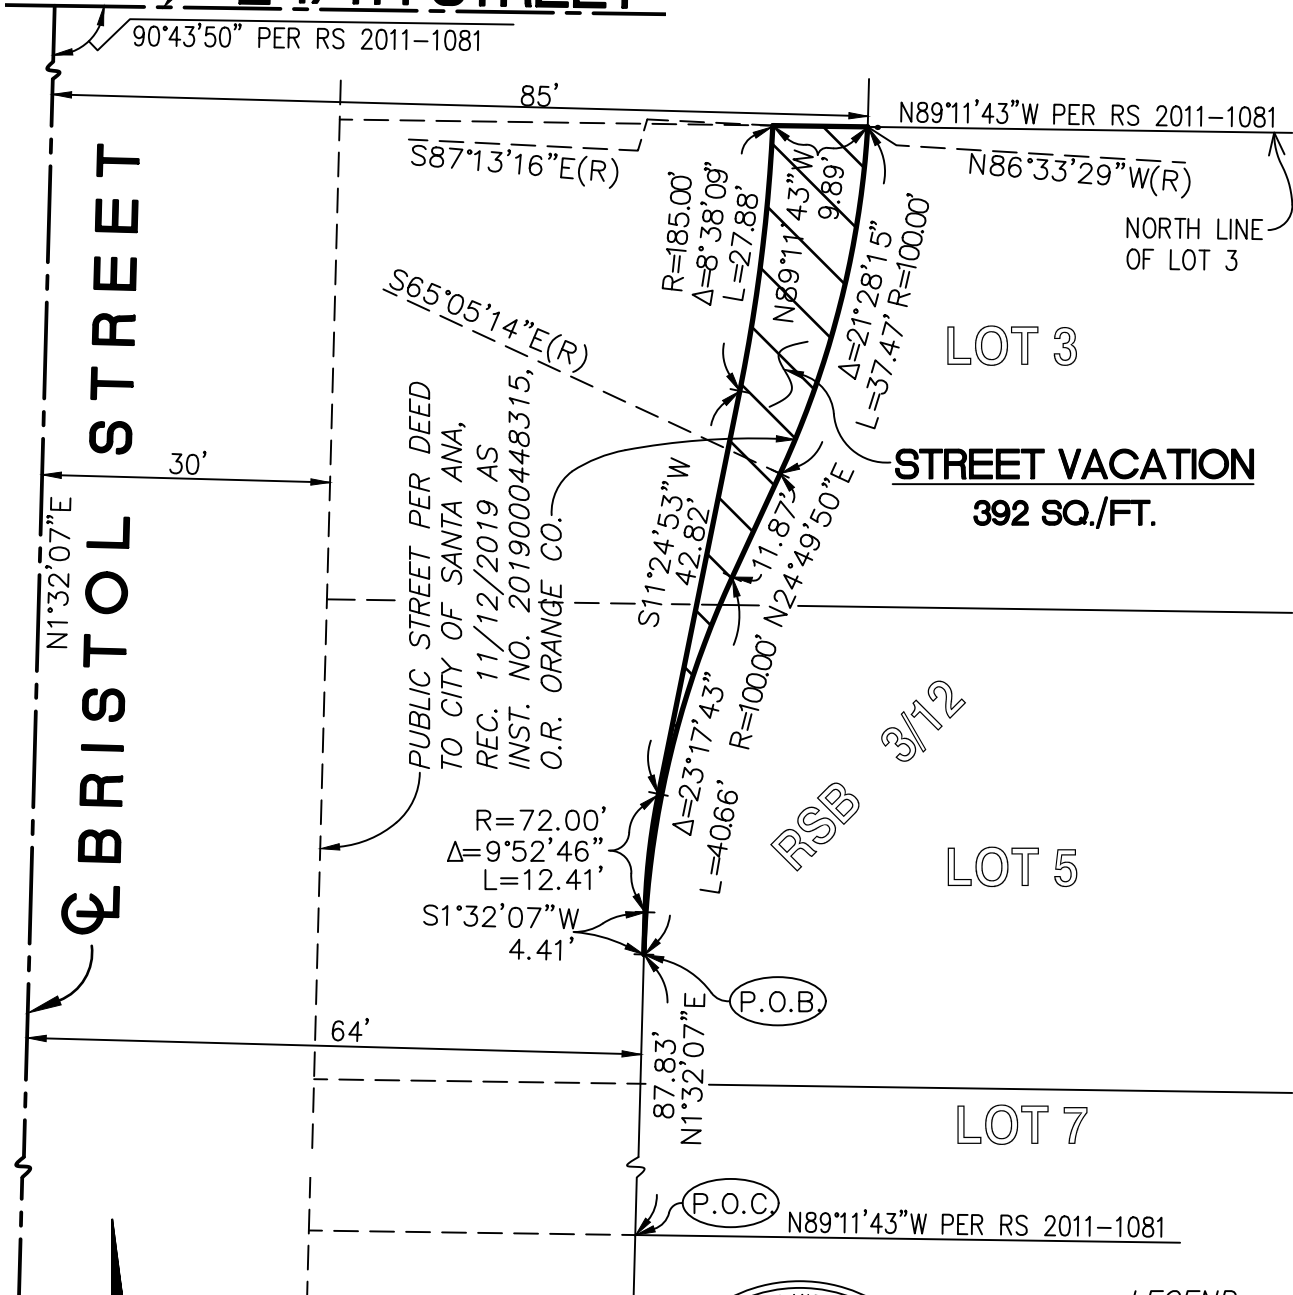 STREET
90°43'50" PER RS 2011-1081
85'
N89°11'43"W PER RS 2011-1081
S87°13'16"E(R)
N86°33'29"W(R)
NORTH LINE
OF LOT 3
R=185.00'
Δ=8°38'09"
L=27.88'
N89°11'43"W
9.89'
Δ=21°28'15"
L=37.47' R=100.00'
S65°05'14"E(R)
LOT 3
STREET VACATION
392 SQ./FT.
30'
N1°32'07"E
℄ BRISTOL STREET
PUBLIC STREET PER DEED
TO CITY OF SANTA ANA,
REC. 11/12/2019 AS
INST. NO. 2019000448315,
O.R. ORANGE CO.
S11°24'53"W
42.82'
11.87'
R=100.00' N24°49'50"E
Δ=23°17'43"
L=40.66'
RSB 3/12
R=72.00'
Δ=9°52'46"
L=12.41'
S1°32'07"W
4.41'
LOT 5
P.O.B.
64'
87.83'
N1°32'07"E
LOT 7
P.O.C.
N89°11'43"W PER RS 2011-1081
LEGEND